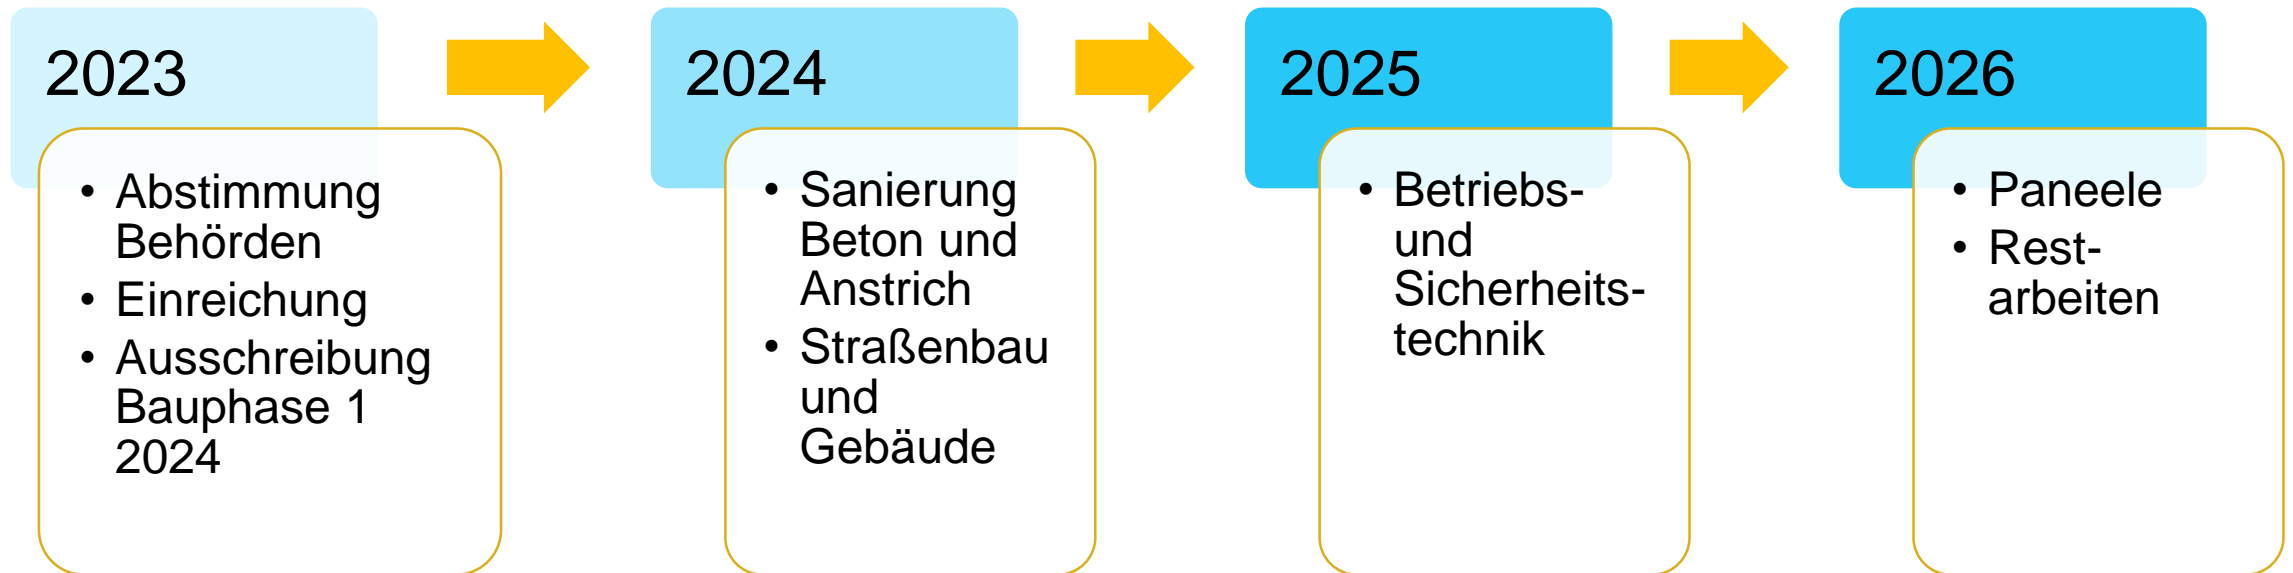 2023
• Abstimmung
Behörden
• Einreichung
• Ausschreibung
Bauphase 1
2024
2024
• Sanierung
Beton und
Anstrich
• Straßenbau
und
Gebäude
2025
• Betriebs-
und
Sicherheits-
technik
2026
• Paneele
• Rest-
arbeiten